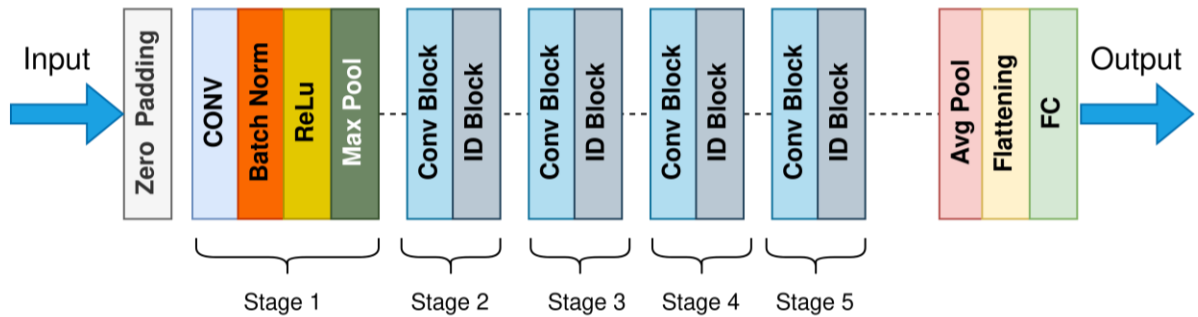 Input
Zero Padding
CONV
Batch Norm
ReLu
Max Pool
Conv Block
ID Block
Conv Block
ID Block
Conv Block
ID Block
Conv Block
ID Block
Avg Pool
Flattening
FC
Output
Stage 1
Stage 2
Stage 3
Stage 4
Stage 5